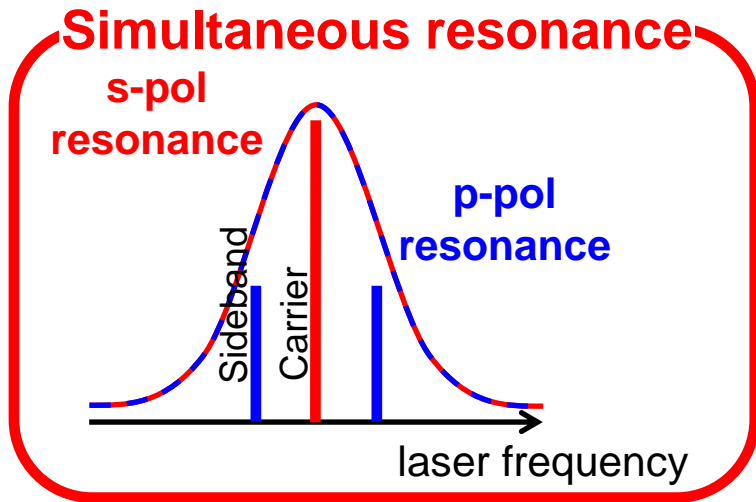 Simultaneous resonance
s-pol
resonance
p-pol
resonance
Sideband
Carrier
laser frequency